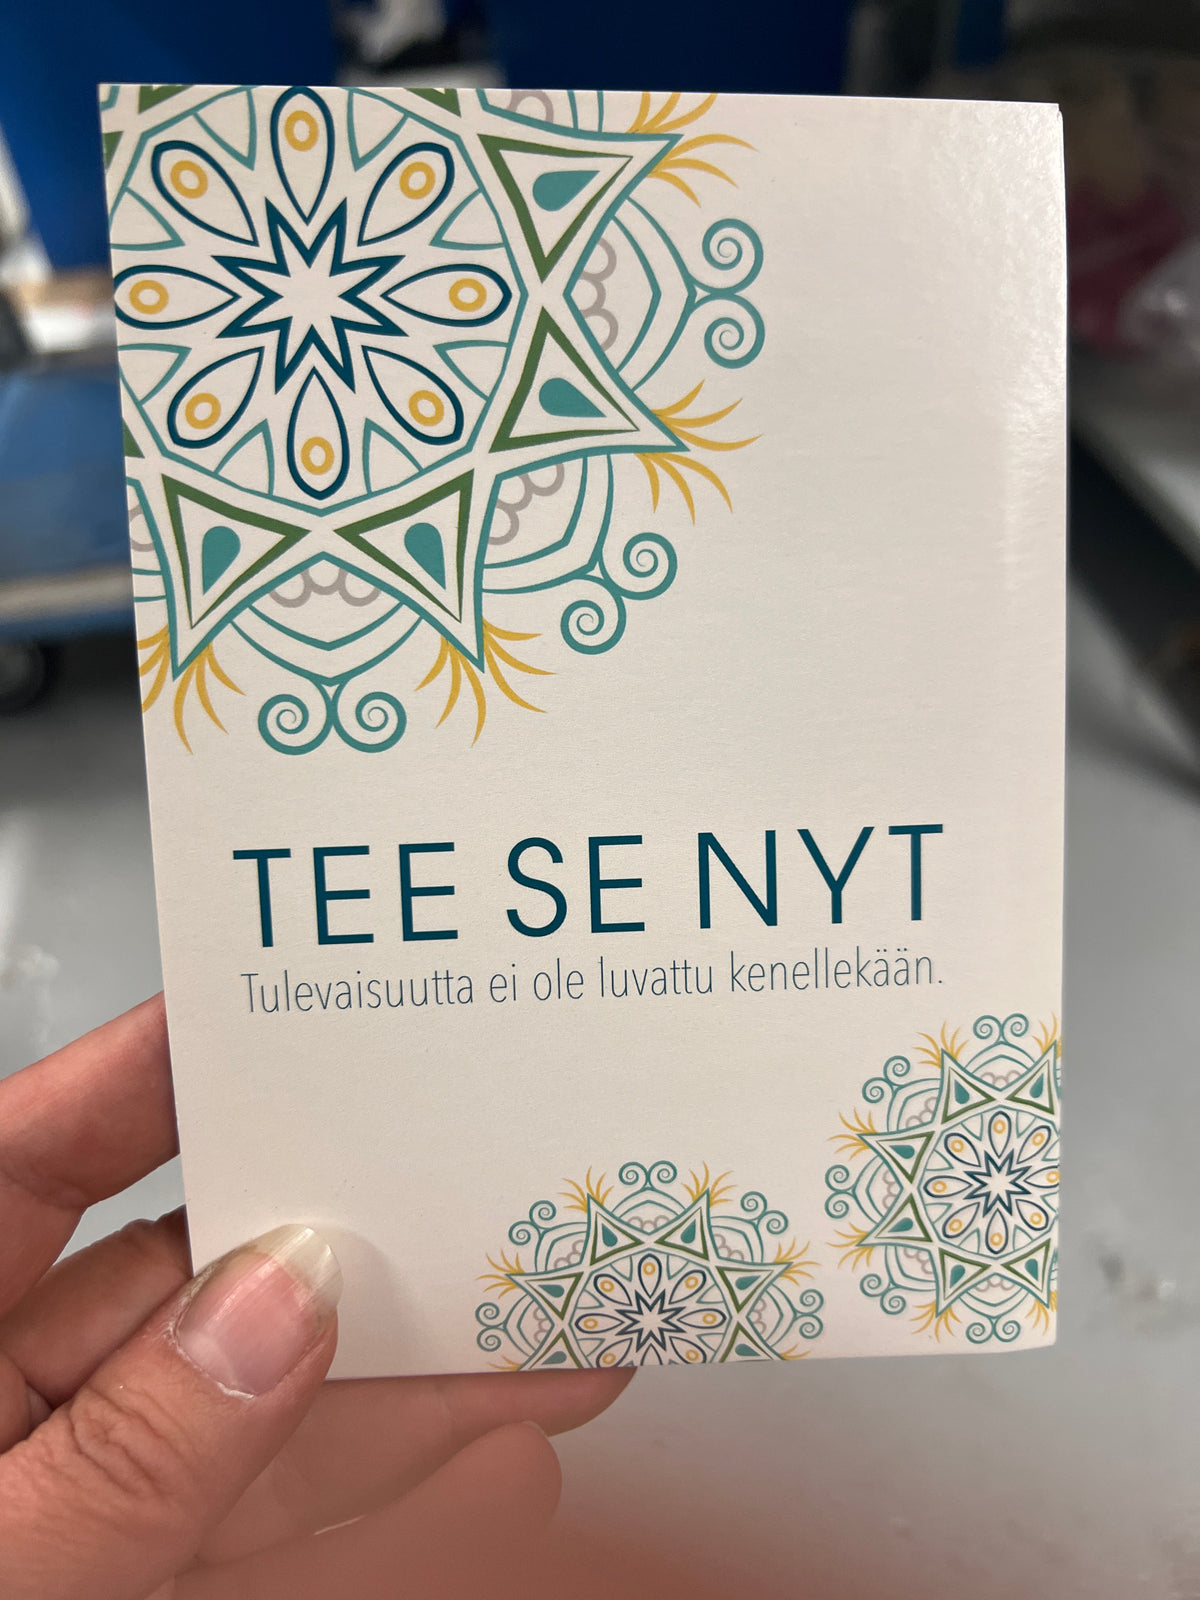 TEE SE NYT
Tulevaisuutta ei ole luvattu kenellekään.